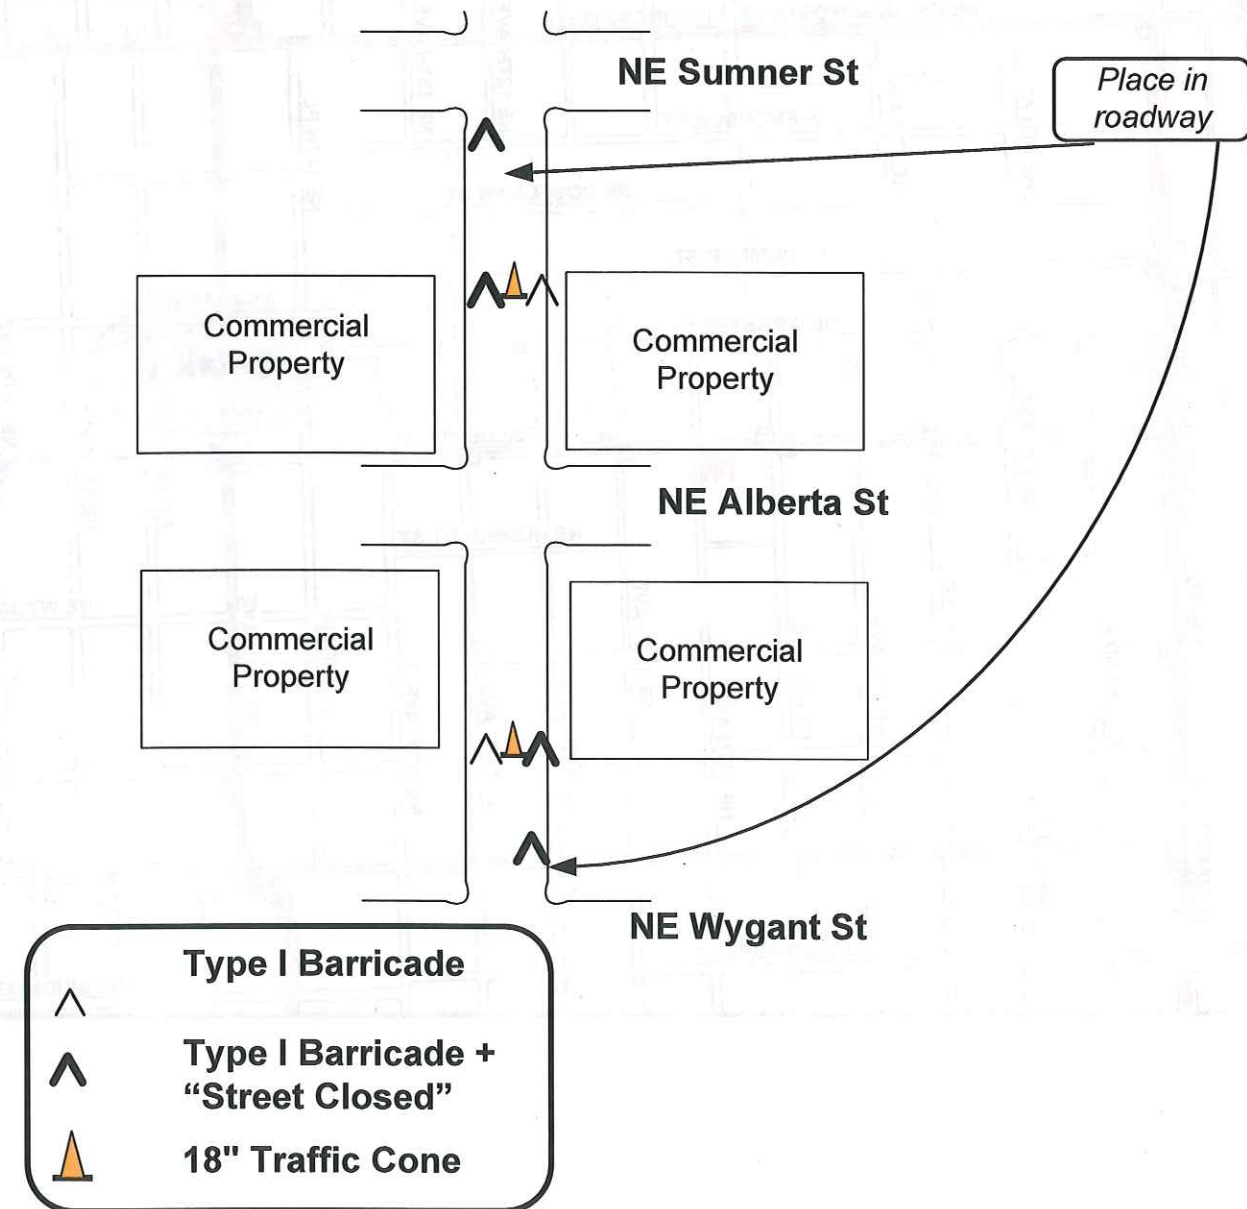 NE Sumner St
Place in
roadway
Commercial
Property
Commercial
Property
NE Alberta St
Commercial
Property
Commercial
Property
NE Wygant St
Type I Barricade
Type I Barricade +
“Street Closed”
18" Traffic Cone